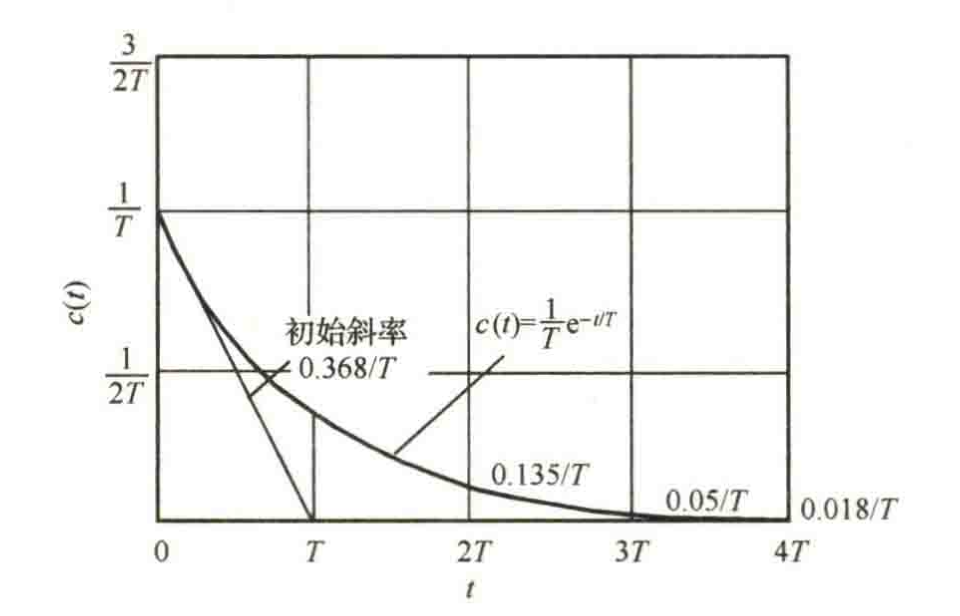 3/2T
1/T
c(t)
初始斜率
0.368/T
c(t)=1/T e−t/T
1/2T
0.135/T
0.05/T
0.018/T
0 T 2T 3T 4T
t